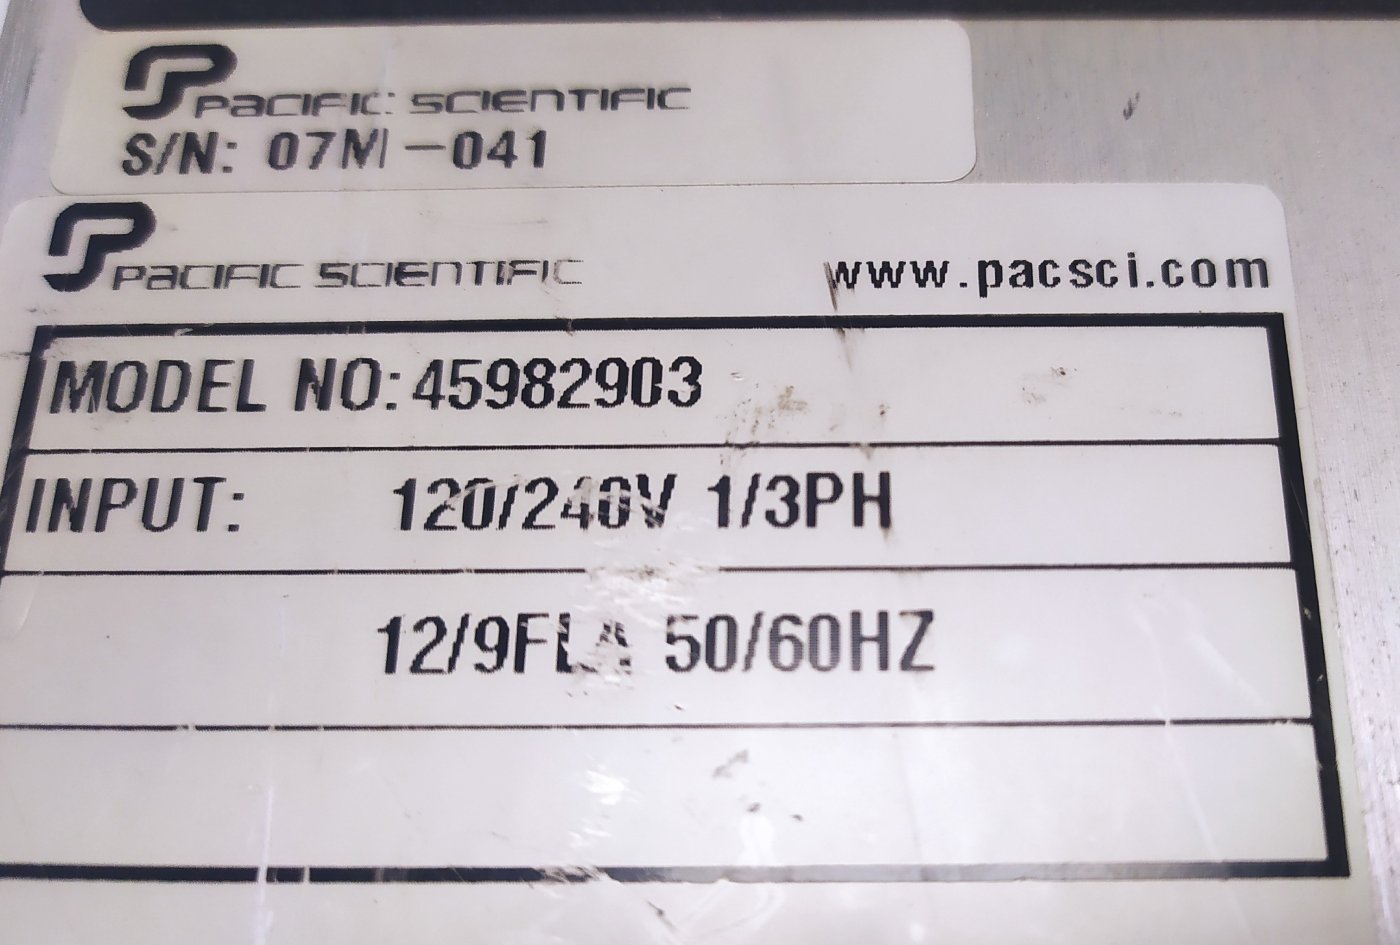 PACIFIC SCIENTIFIC
S/N: 07M-041
PACIFIC SCIENTIFIC
www.pacsci.com
MODEL NO: 45982903
INPUT: 120/240V 1/3PH
12/9FLA 50/60HZ